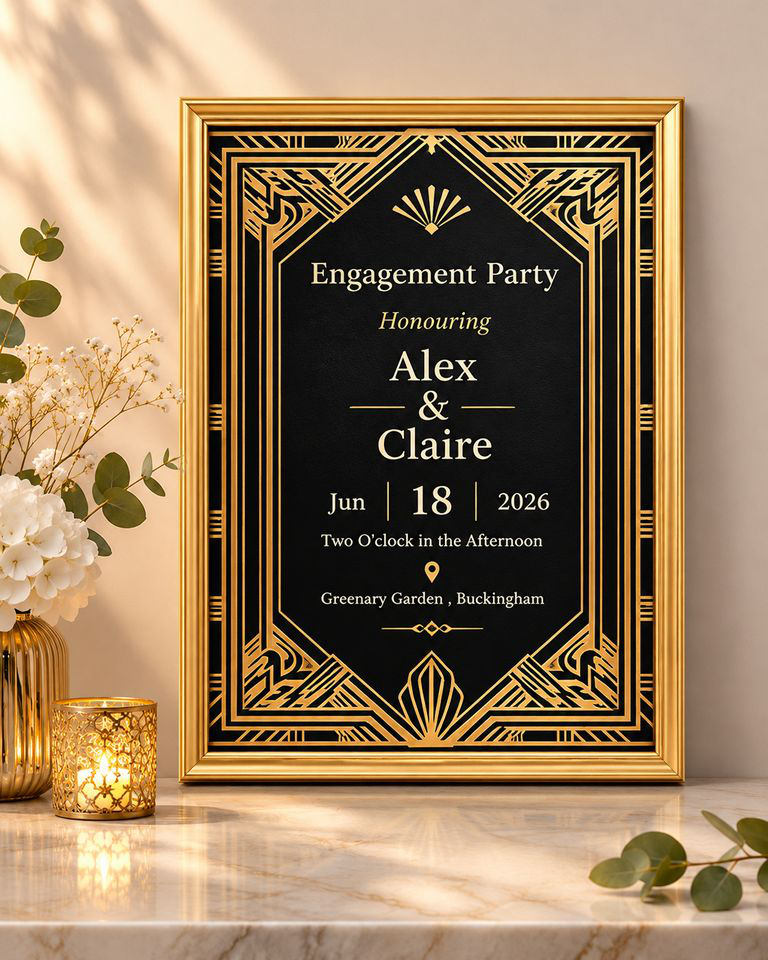 Engagement Party
Honouring
Alex
&
Claire
Jun | 18 | 2026
Two O'clock in the Afternoon
Greenary Garden , Buckingham